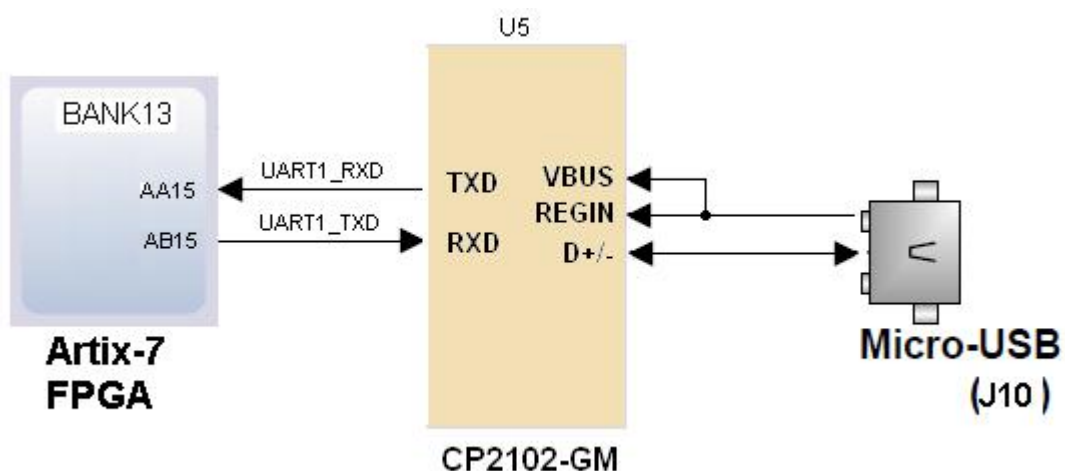 U5
BANK13
AA15
AB15
UART1_RXD
UART1_TXD
TXD
RXD
VBUS
REGIN
D+/-
Artix-7
FPGA
CP2102-GM
Micro-USB
(J10 )